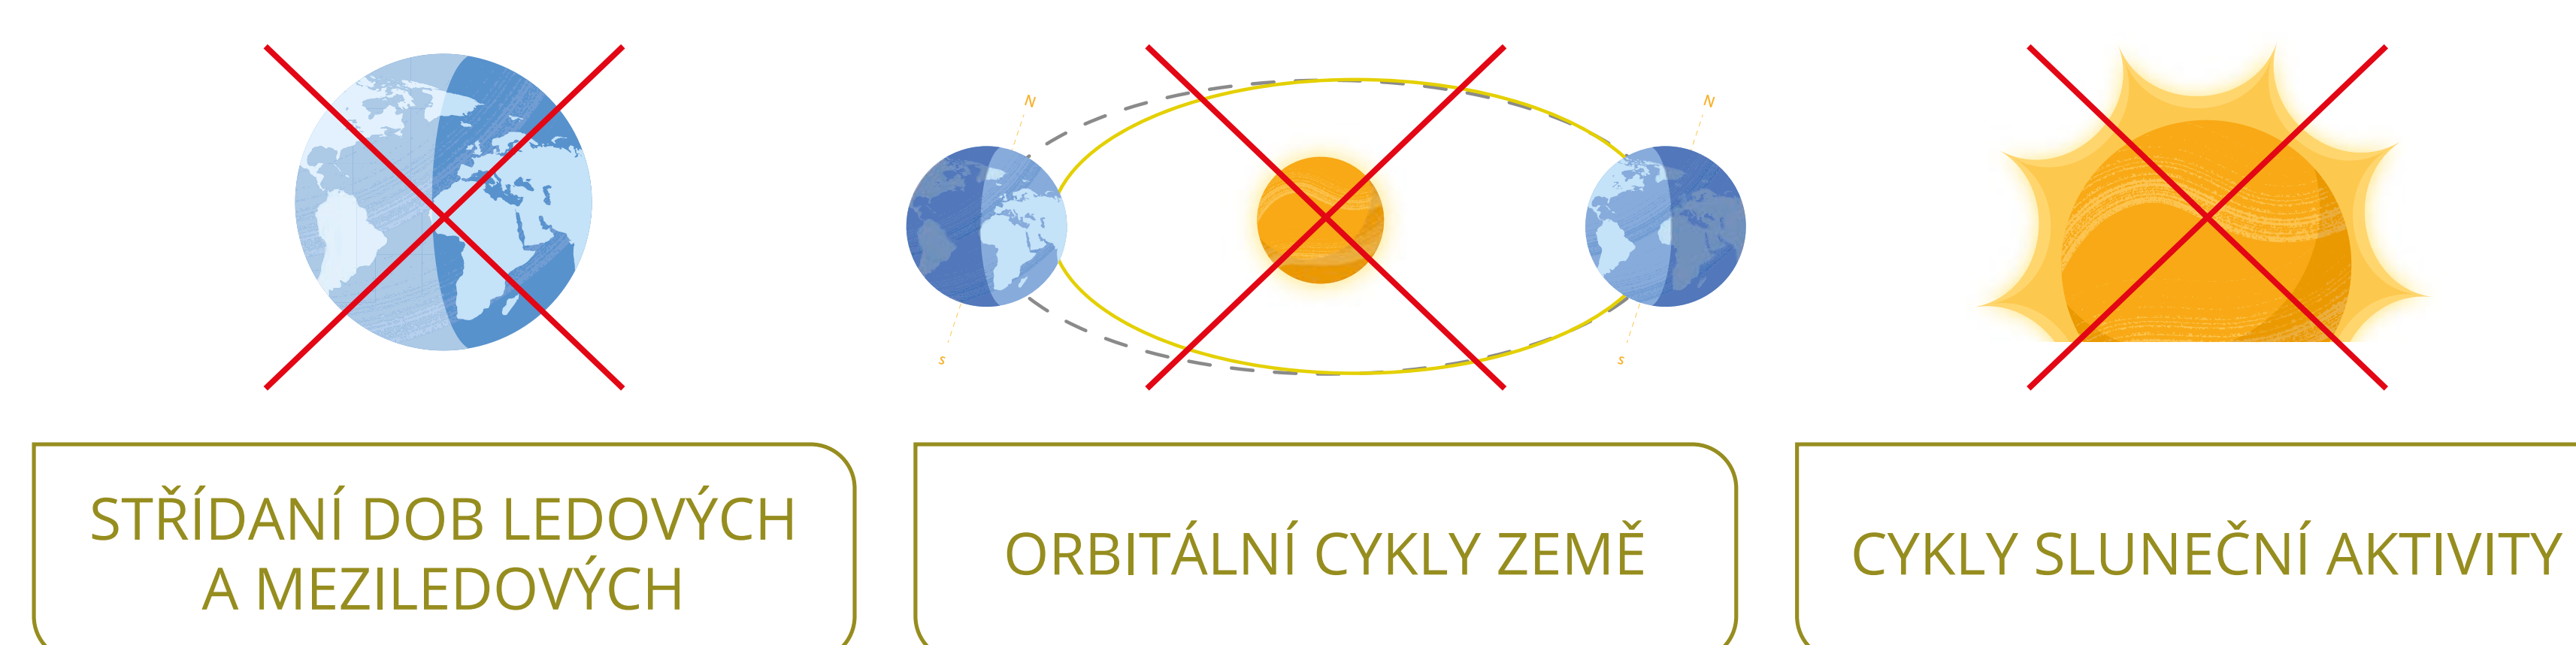 N
N
S
S
STŘÍDANÍ DOB LEDOVÝCH
A MEZILEDOVÝCH
ORBITÁLNÍ CYKLY ZEMĚ
CYKLY SLUNEČNÍ AKTIVITY